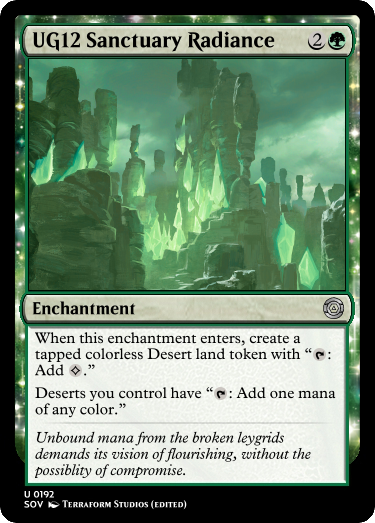 UG12 Sanctuary Radiance 2
Enchantment
When this enchantment enters, create a
tapped colorless Desert land token with “:
Add .”
Deserts you control have “: Add one mana
of any color.”
Unbound mana from the broken leygrids
demands its vision of flourishing, without the
possiblity of compromise.
U 0192
SOV Terraform Studios (edited)